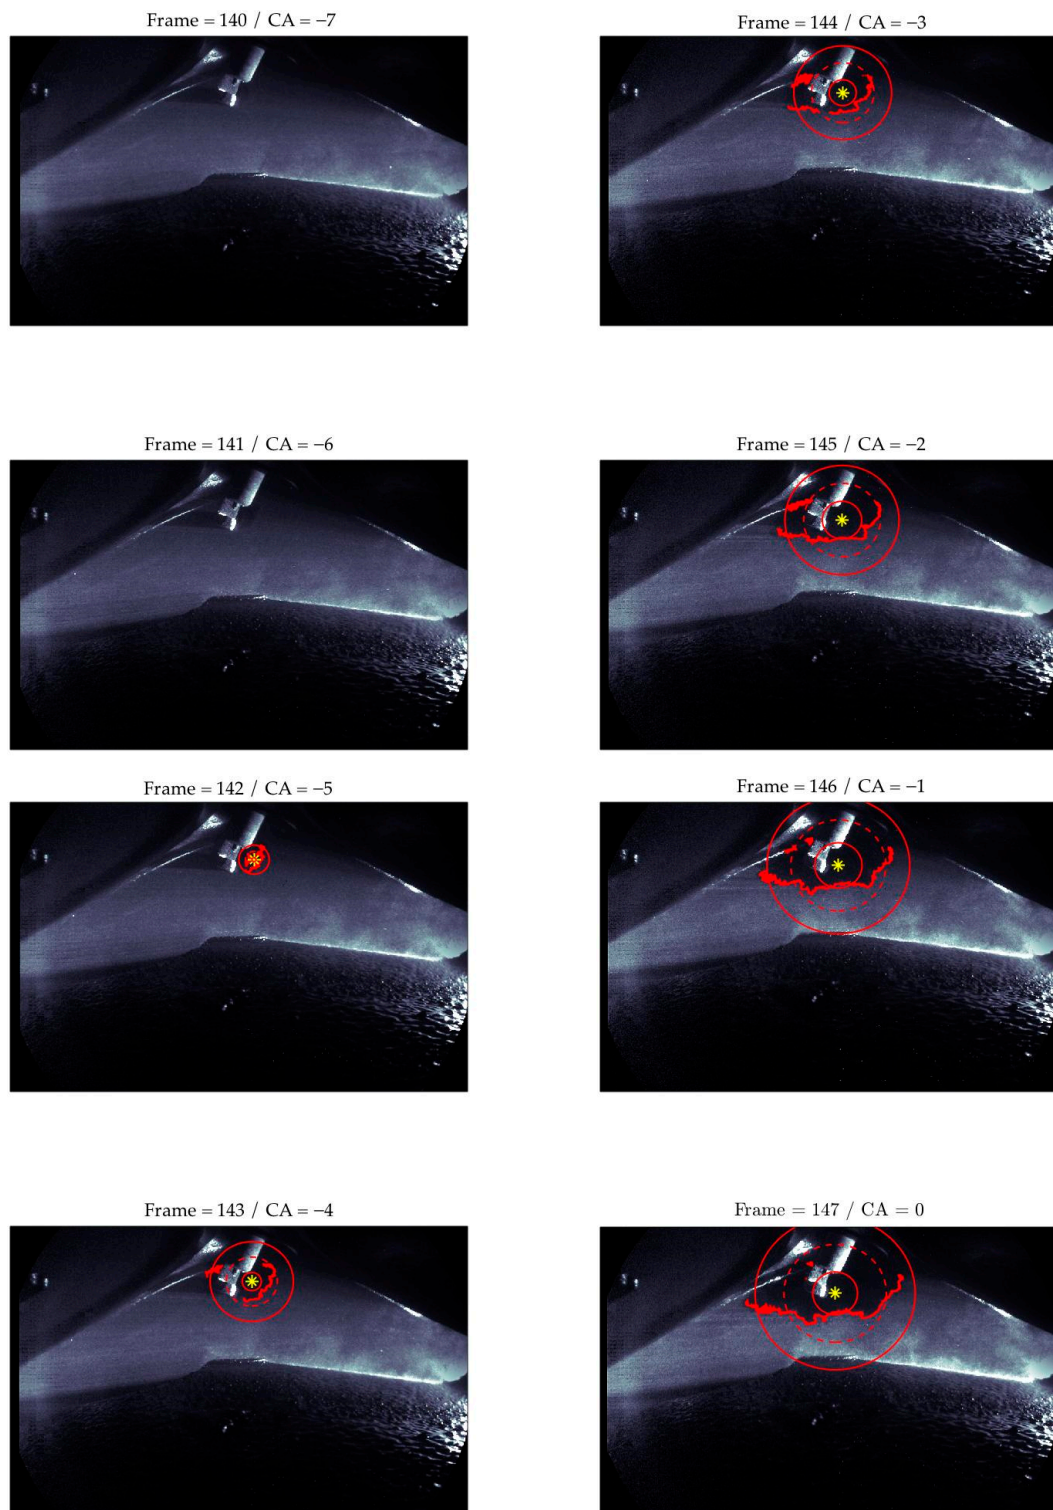 Frame = 140 / CA = −7
Frame = 144 / CA = −3
Frame = 141 / CA = −6
Frame = 145 / CA = −2
Frame = 142 / CA = −5
Frame = 146 / CA = −1
Frame = 143 / CA = −4
Frame = 147 / CA = 0